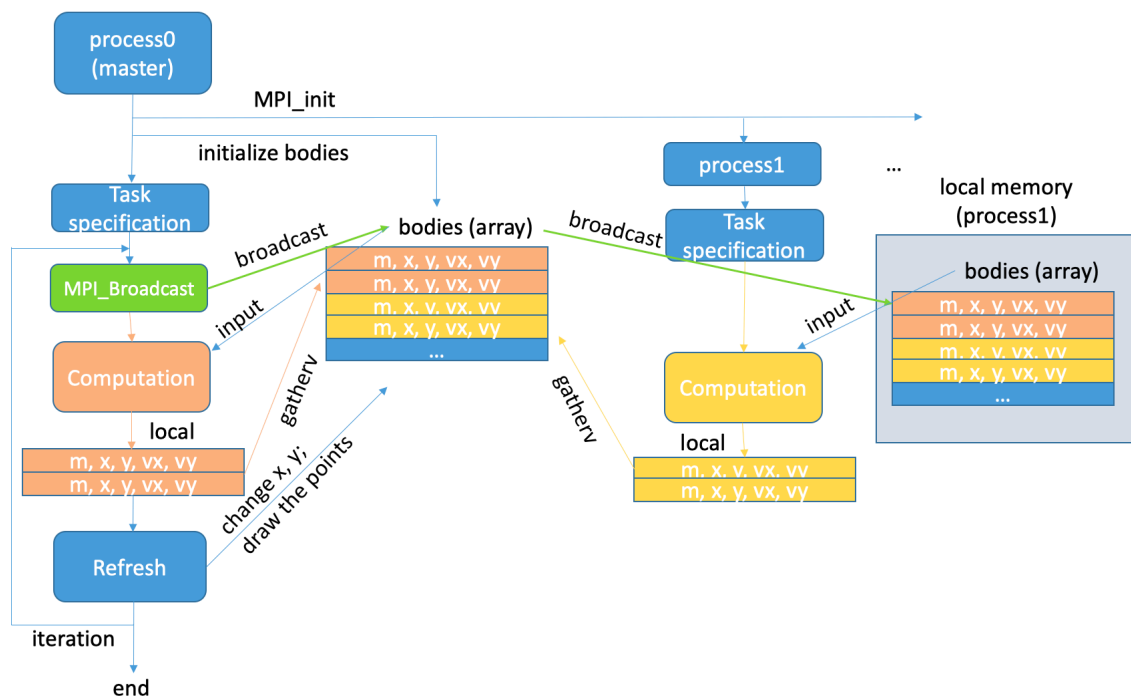 process0
(master)
MPI_init
initialize bodies
process1
...
Task
specification
Task
specification
local memory
(process1)
broadcast
bodies (array)
broadcast
MPI_Broadcast
m, x, y, vx, vy
m, x, y, vx, vy
m, x, y, vx, vy
m, x, y, vx, vy
...
bodies (array)
m, x, y, vx, vy
m, x, y, vx, vy
m, x, y, vx, vy
m, x, y, vx, vy
...
input
input
Computation
Computation
gatherv
gatherv
local
m, x, y, vx, vy
m, x, y, vx, vy
local
m, x, y, vx, vy
m, x, y, vx, vy
change x, y;
draw the points
Refresh
iteration
end